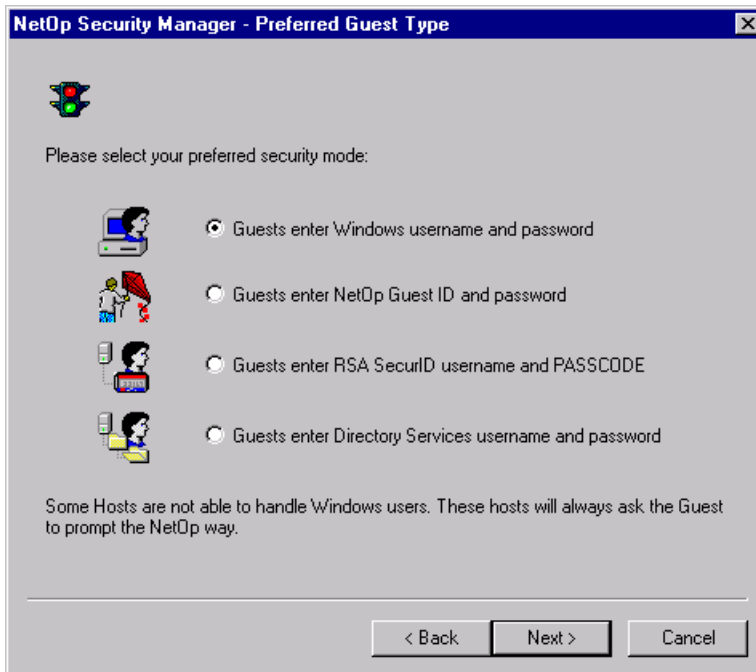 NetOp Security Manager - Preferred Guest Type
Please select your preferred security mode:
Guests enter Windows username and password
Guests enter NetOp Guest ID and password
Guests enter RSA SecurID username and PASSCODE
Guests enter Directory Services username and password
Some Hosts are not able to handle Windows users. These hosts will always ask the Guest
to prompt the NetOp way.
< Back
Next >
Cancel